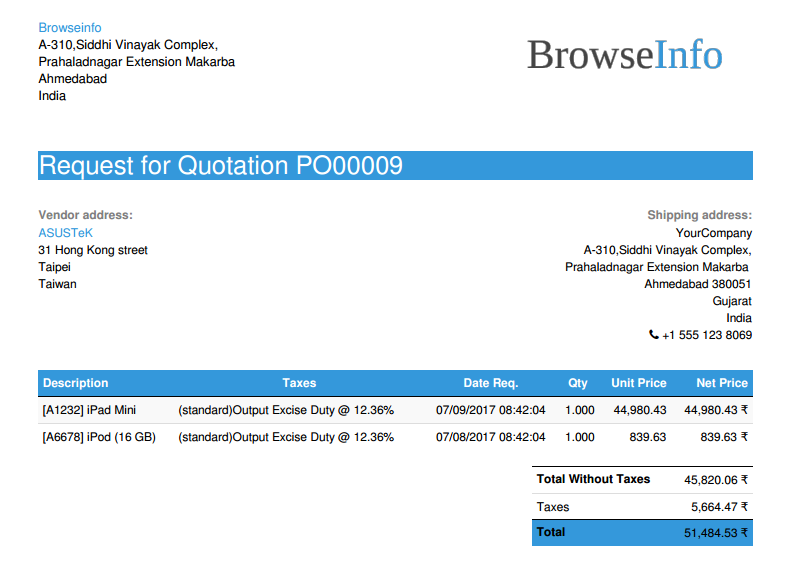 Browseinfo
A-310,Siddhi Vinayak Complex,
Prahaladnagar Extension Makarba
Ahmedabad
India
BrowseInfo
Request for Quotation PO00009
Vendor address:
ASUSTeK
31 Hong Kong street
Taipei
Taiwan
Shipping address:
YourCompany
A-310,Siddhi Vinayak Complex,
Prahaladnagar Extension Makarba
Ahmedabad 380051
Gujarat
India
+1 555 123 8069
Description Taxes Date Req. Qty Unit Price Net Price
[A1232] iPad Mini (standard)Output Excise Duty @ 12.36% 07/09/2017 08:42:04 1.000 44,980.43 44,980.43 ₹
[A6678] iPod (16 GB) (standard)Output Excise Duty @ 12.36% 07/08/2017 08:42:04 1.000 839.63 839.63 ₹
Total Without Taxes 45,820.06 ₹
Taxes 5,664.47 ₹
Total 51,484.53 ₹